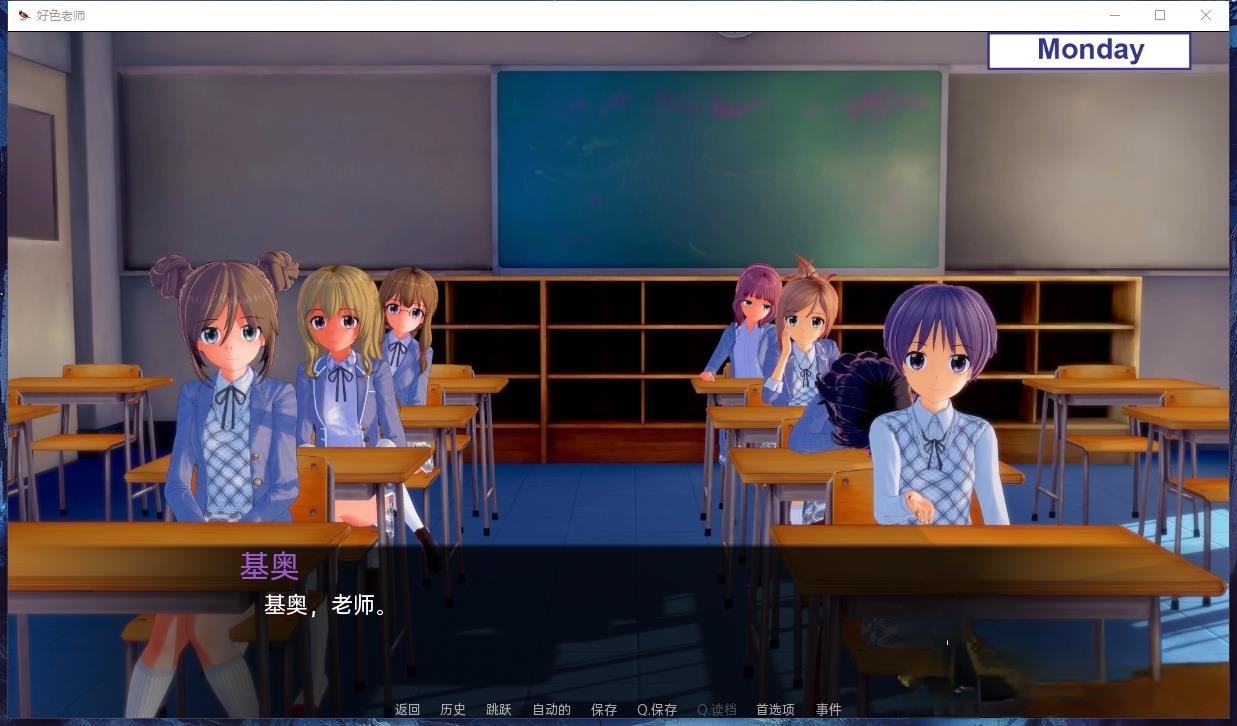 好色老师
Monday
基奥
基奥，老师。
返回 历史 跳跃 自动的 保存 Q.保存 Q.读档 首选项 事件